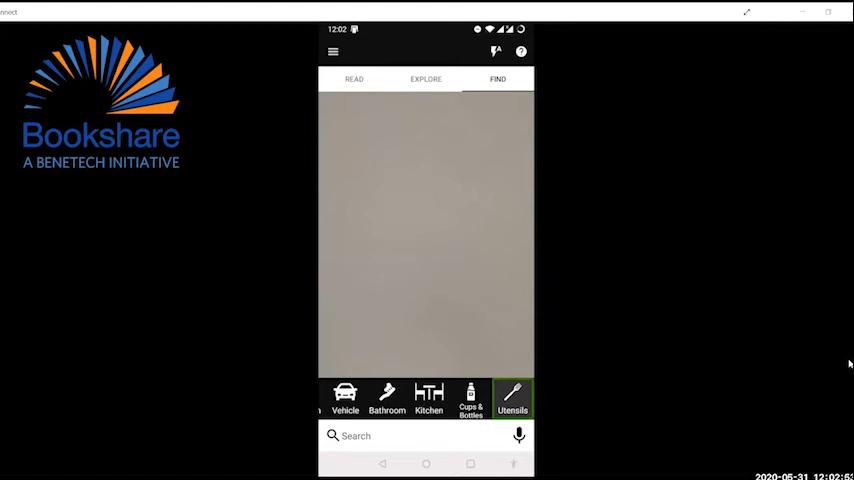 nnect
12:02
READ EXPLORE FIND
Bookshare
A BENETECH INITIATIVE
Vehicle Bathroom Kitchen Cups & Bottles Utensils
Search
2020-05-31 12:02:53